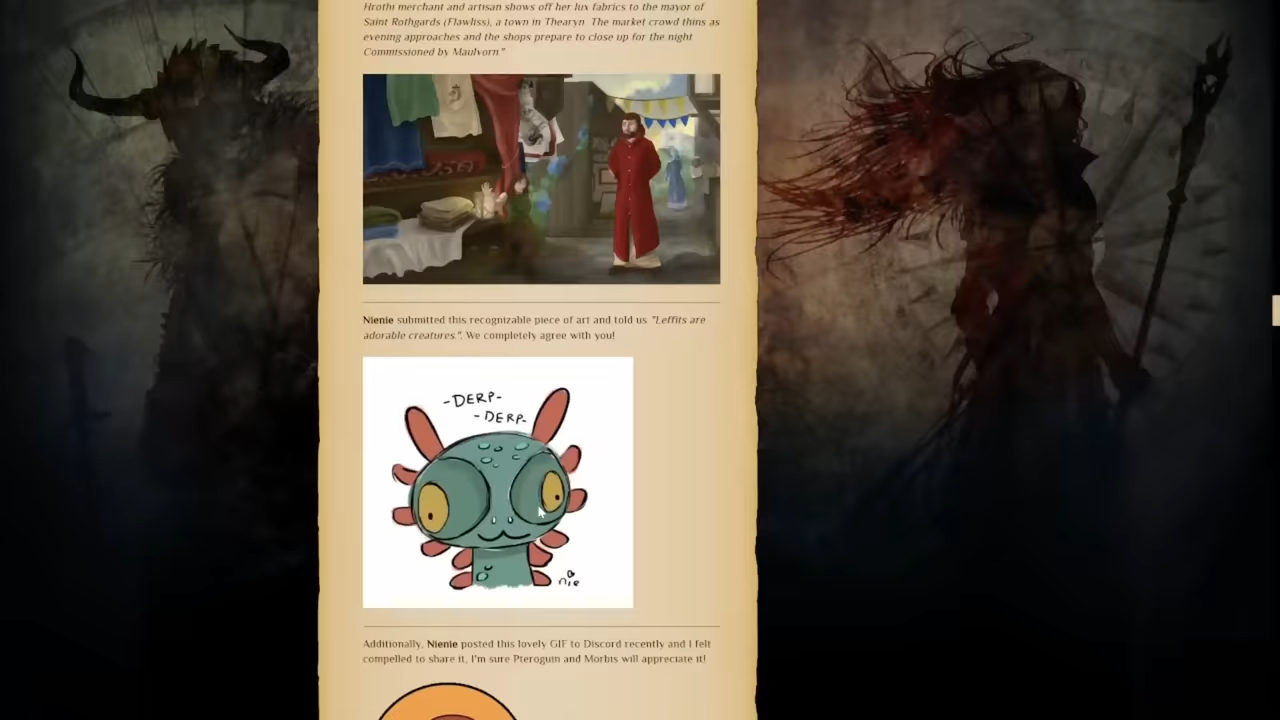 Hrothi merchant and artisan shows off her lux fabrics to the mayor of
Saint Rothgards (Flawliss), a town in Thearyn. The market crowd thins as
evening approaches and the shops prepare to close up for the night
Commissioned by Maulvorn."
Nienie submitted this recognizable piece of art and told us "Leffits are
adorable creatures.". We completely agree with you!
-DERP-
-DERP-
nie
Additionally, Nienie posted this lovely GIF to Discord recently and I felt
compelled to share it, I'm sure Pterogum and Morbis will appreciate it!